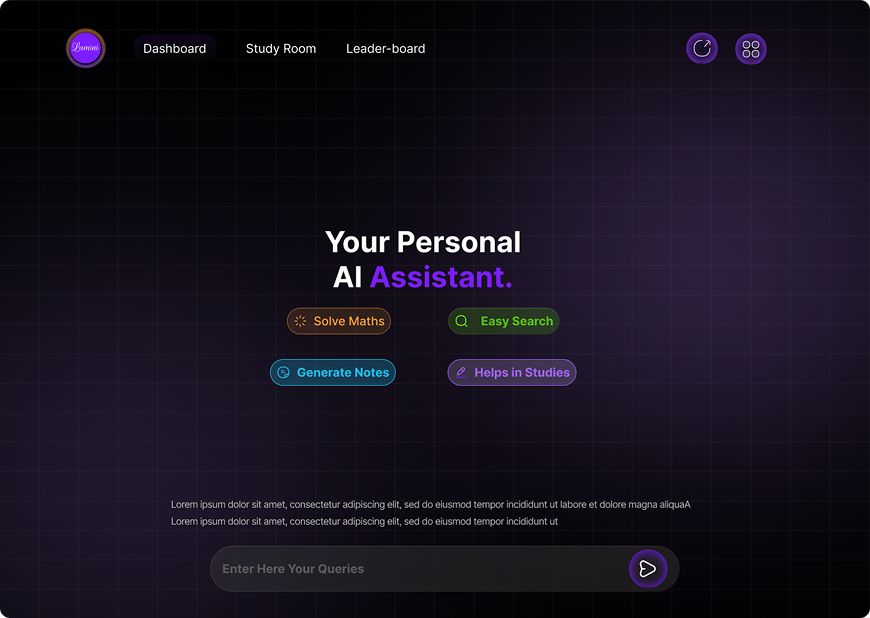 Lumini
Dashboard
Study Room
Leader-board
Your Personal
AI Assistant.
Solve Maths
Easy Search
Generate Notes
Helps in Studies
Lorem ipsum dolor sit amet, consectetur adipiscing elit, sed do eiusmod tempor incididunt ut labore et dolore magna aliquaA
Lorem ipsum dolor sit amet, consectetur adipiscing elit, sed do eiusmod tempor incididunt ut
Enter Here Your Queries